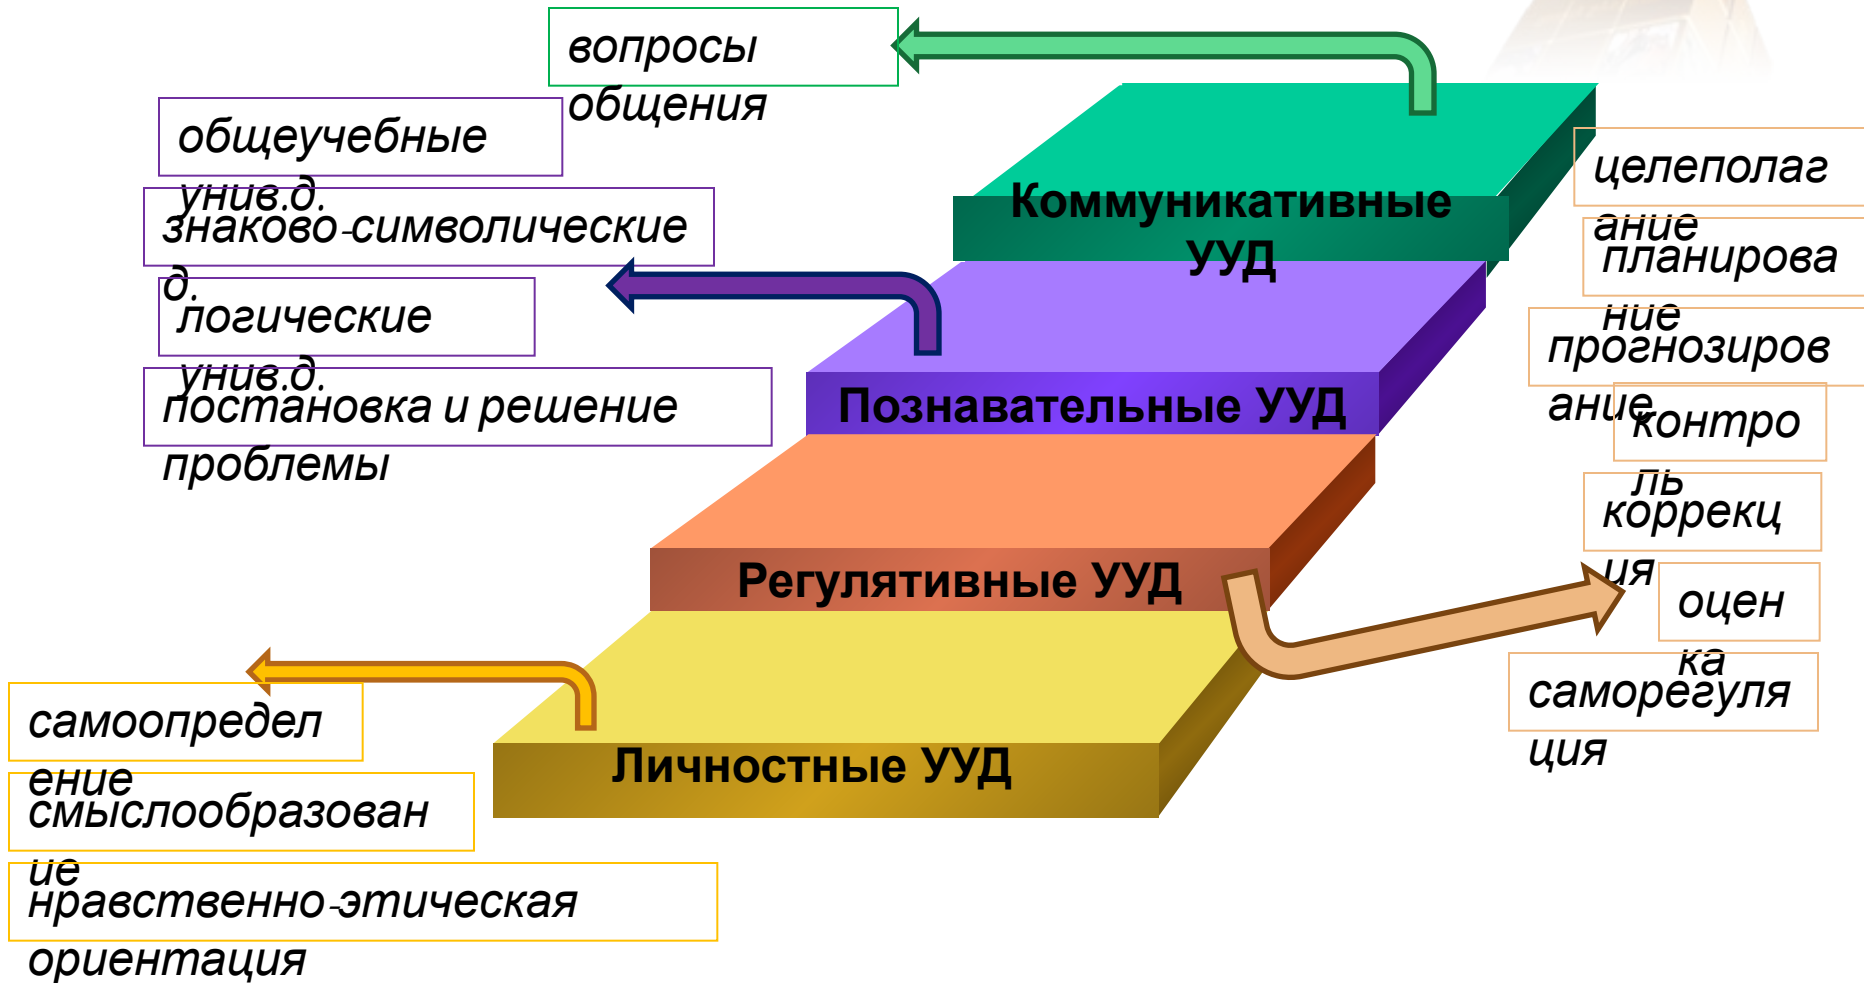 вопросы
общения
общеучебные
унив.д.
знаково-символические
д.
логические
унив.д.
постановка и решение
проблемы
Коммуникативные
УУД
Познавательные УУД
Регулятивные УУД
Личностные УУД
целеполаг
ание
планирова
ние
прогнозиров
ание
контро
ль
коррекц
ия
оцен
ка
саморегуля
ция
самоопредел
ение
смыслообразован
ие
нравственно-этическая
ориентация